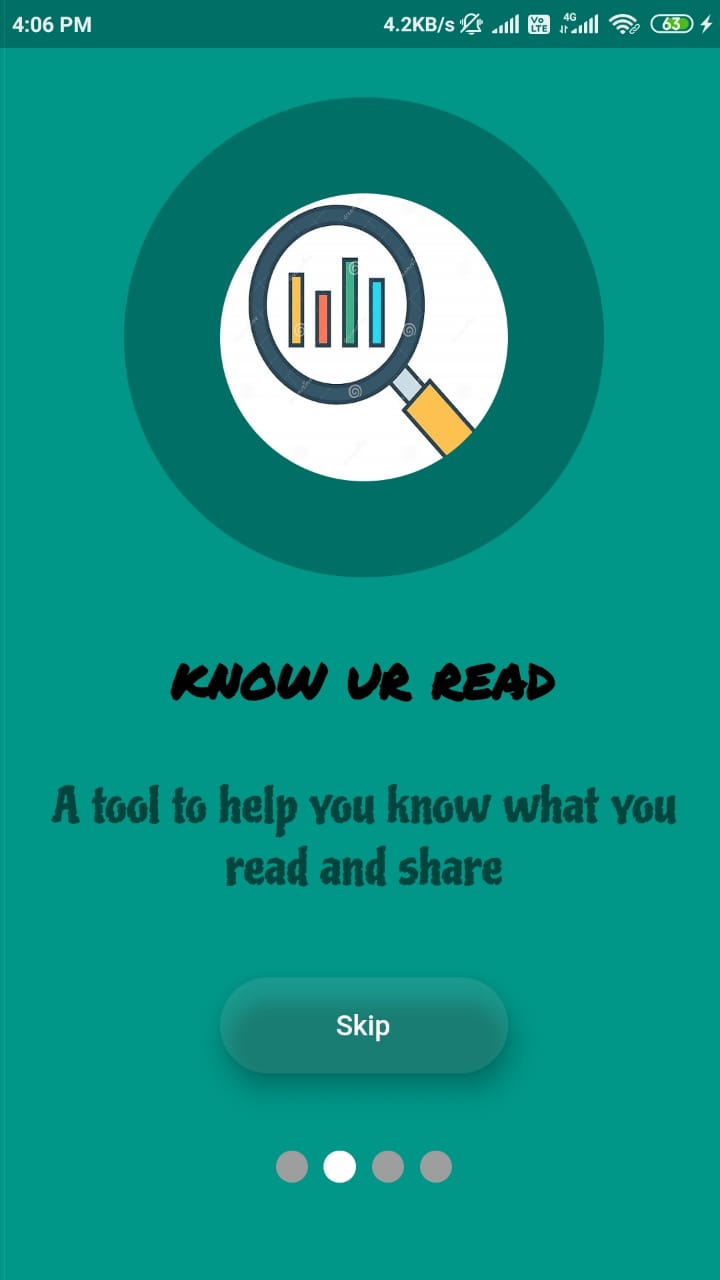 4:06 PM 4.2KB/s Vo LTE 4G 63
KNOW UR READ
A tool to help you know what you
read and share
Skip